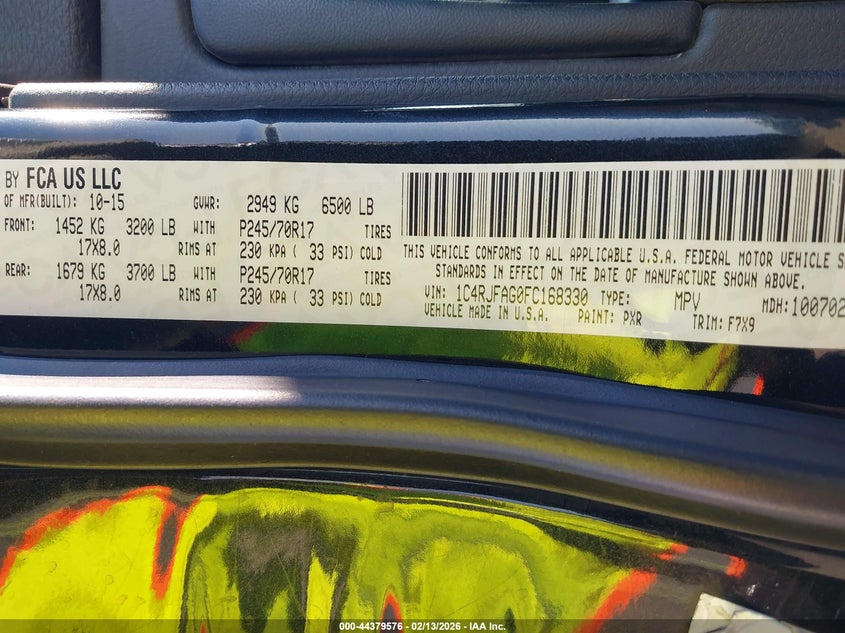 BY FCA US LLC
OF MFR(BUILT): 10-15 GVWR: 2949 KG 6500 LB
FRONT: 1452 KG 3200 LB WITH P245/70R17 TIRES
17X8.0 RIMS AT 230 KPA ( 33 PSI) COLD
REAR: 1679 KG 3700 LB WITH P245/70R17 TIRES
17X8.0 RIMS AT 230 KPA ( 33 PSI) COLD
THIS VEHICLE CONFORMS TO ALL APPLICABLE U.S.A. FEDERAL MOTOR VEHICLE S
STANDARDS IN EFFECT ON THE DATE OF MANUFACTURE SHOWN ABOVE.
VIN: 1C4RJFAG0FC168330 TYPE: MPV MDH:100702
VEHICLE MADE IN U.S.A. PAINT: PXR TRIM: F7X9
000-44379576 - 02/13/2026 - IAA Inc.